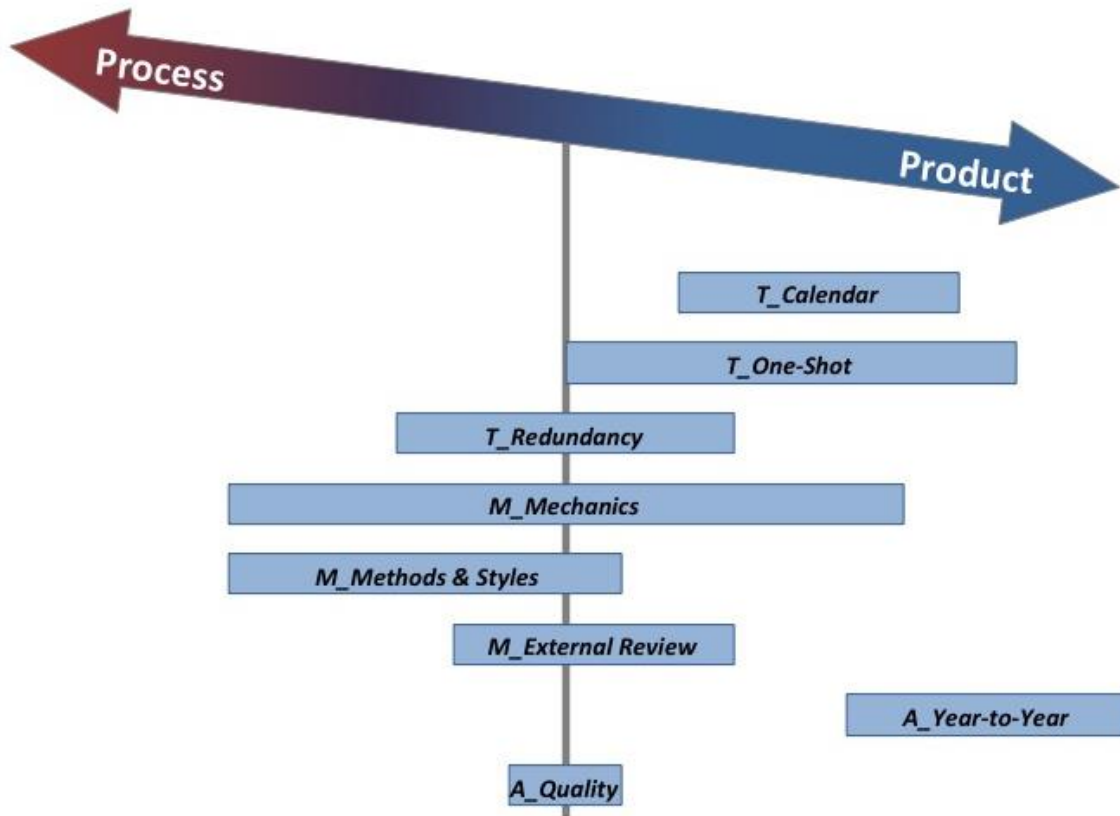 Process
Product
T_Calendar
T_One-Shot
T_Redundancy
M_Mechanics
M_Methods & Styles
M_External Review
A_Year-to-Year
A_Quality